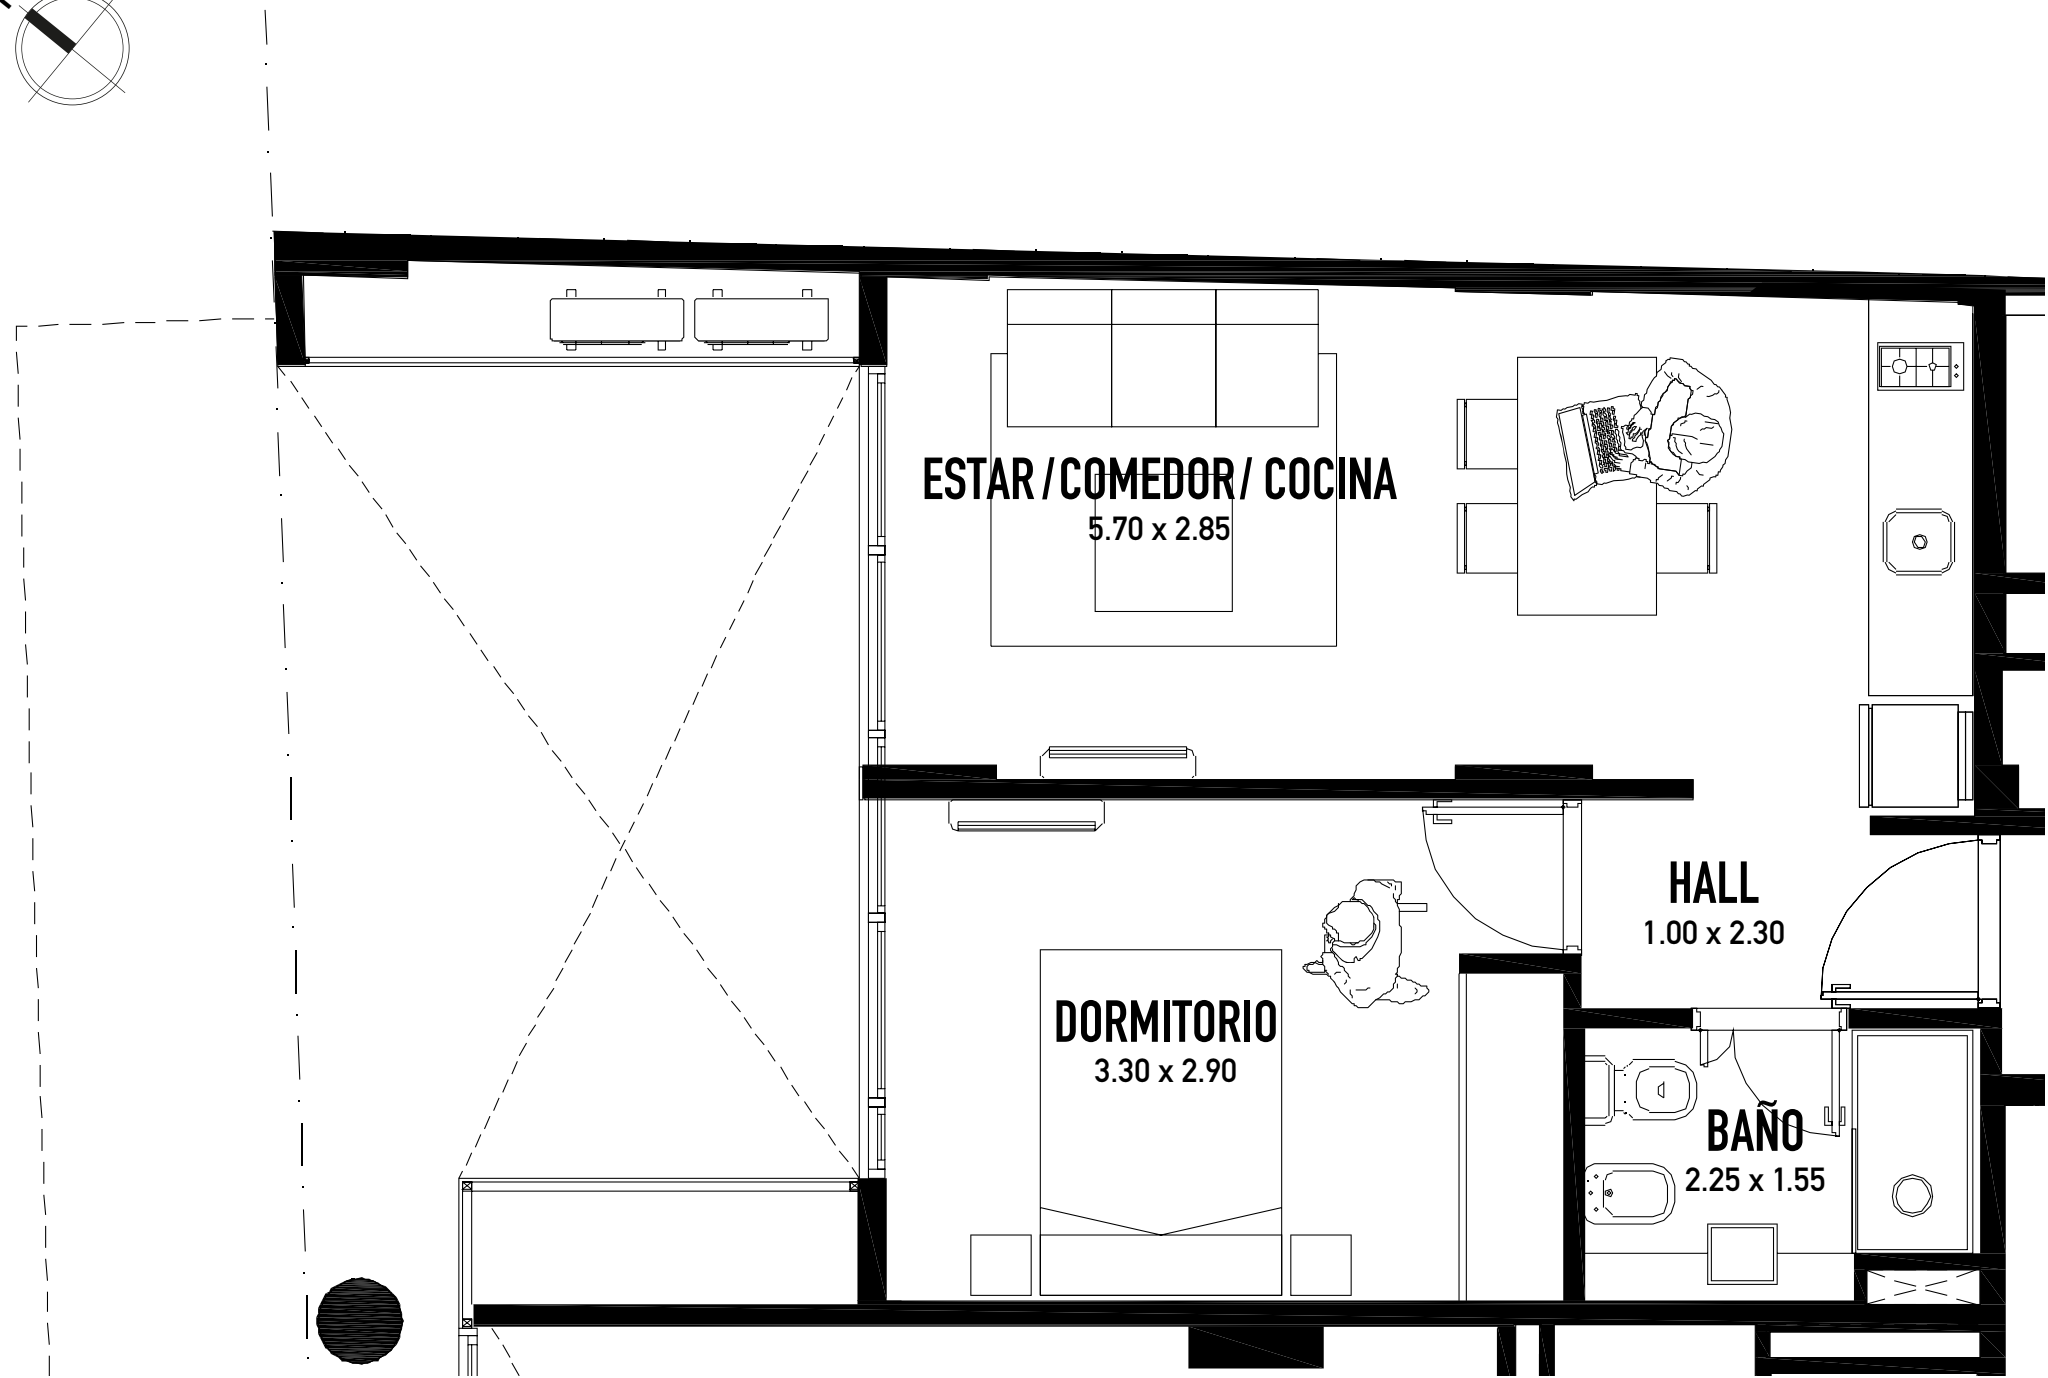 ESTAR / COMEDOR / COCINA
5.70 x 2.85
HALL
1.00 x 2.30
DORMITORIO
3.30 x 2.90
BAÑO
2.25 x 1.55